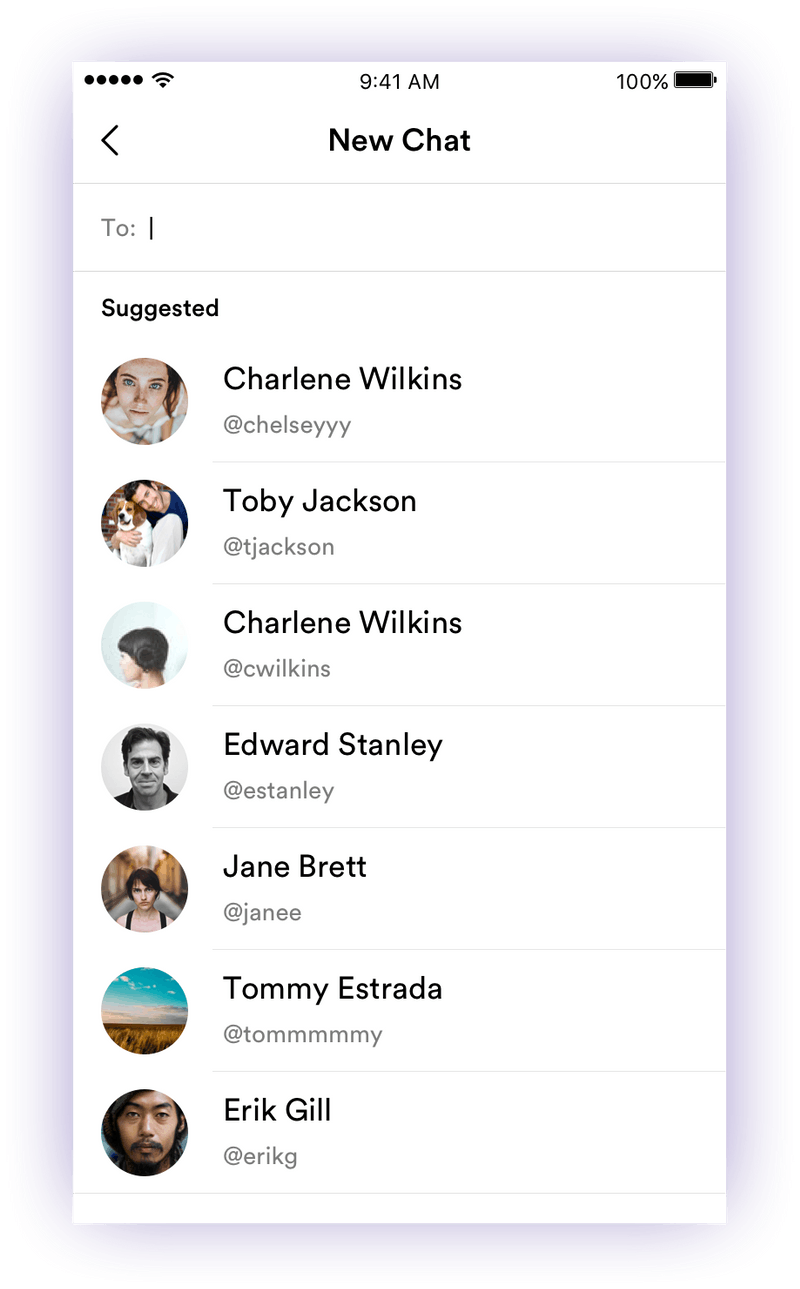 9:41 AM 100%
New Chat
To:
Suggested
Charlene Wilkins
@chelseyyy
Toby Jackson
@tjackson
Charlene Wilkins
@cwilkins
Edward Stanley
@estanley
Jane Brett
@janee
Tommy Estrada
@tommmmmy
Erik Gill
@erikg